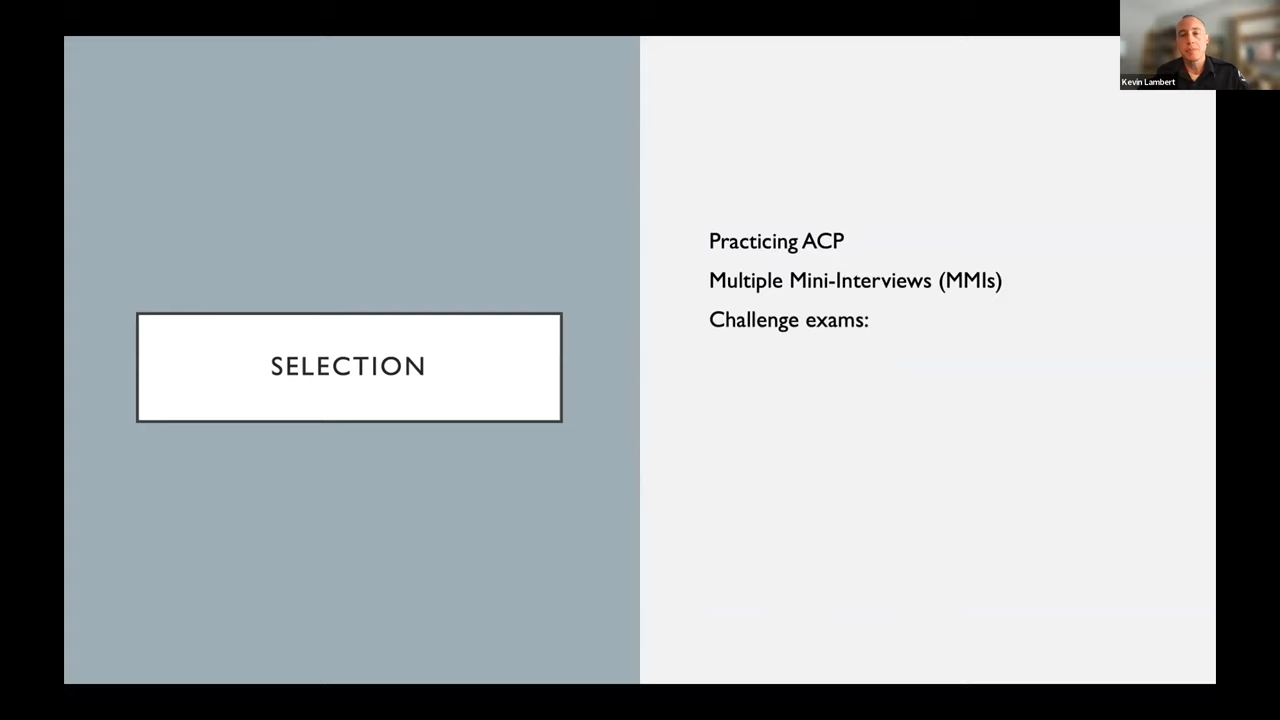 SELECTION
Practicing ACP
Multiple Mini-Interviews (MMIs)
Challenge exams:
Kevin Lambert